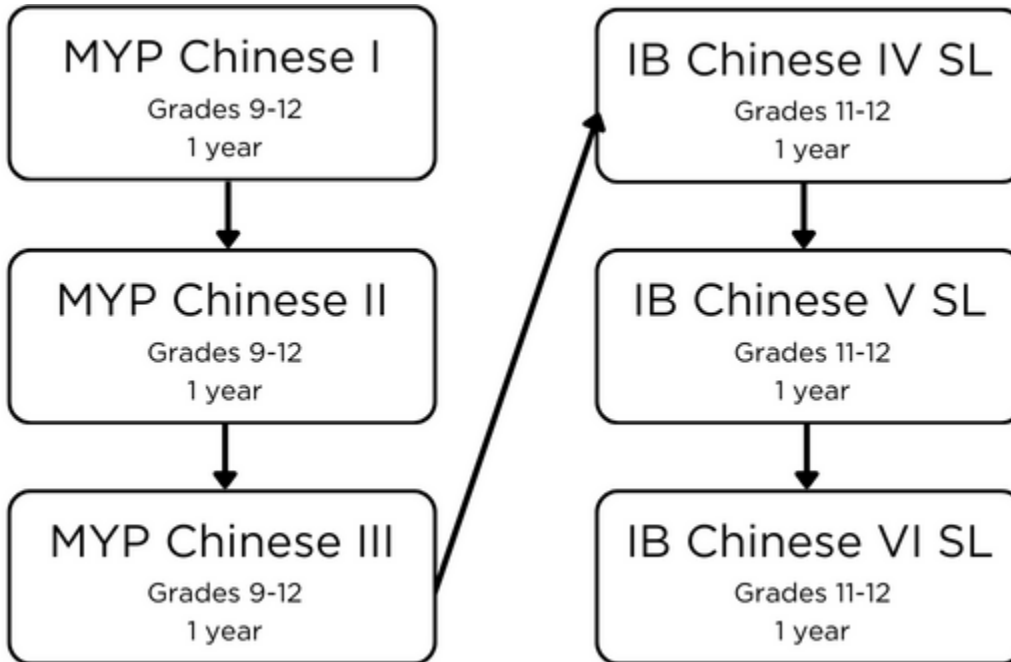 MYP Chinese I
Grades 9-12
1 year
MYP Chinese II
Grades 9-12
1 year
MYP Chinese III
Grades 9-12
1 year
IB Chinese IV SL
Grades 11-12
1 year
IB Chinese V SL
Grades 11-12
1 year
IB Chinese VI SL
Grades 11-12
1 year